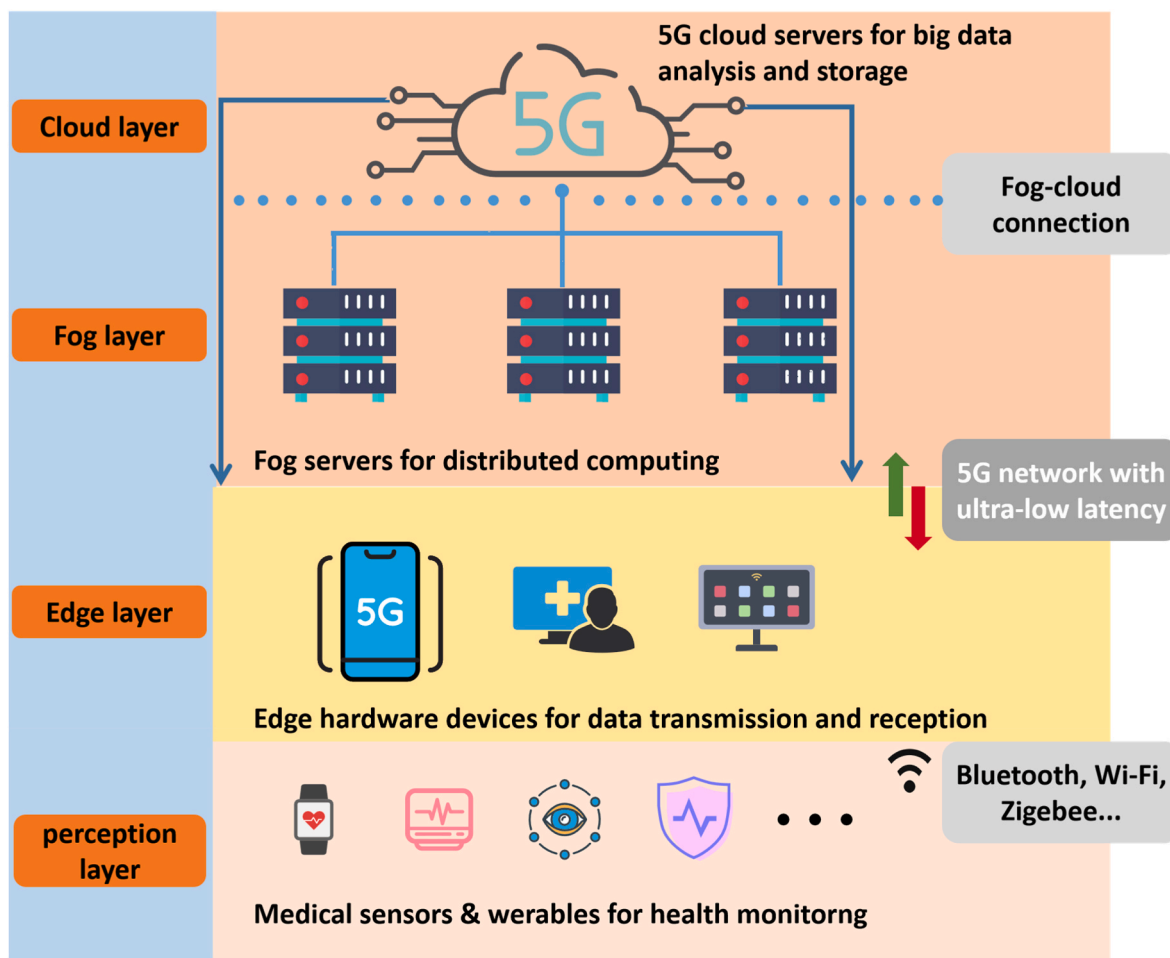 5G cloud servers for big data
analysis and storage
5G
Cloud layer
Fog-cloud
connection
Fog layer
Fog servers for distributed computing
5G network with
ultra-low latency
5G
Edge layer
Edge hardware devices for data transmission and reception
Bluetooth, Wi-Fi,
Zigebee...
perception
layer
Medical sensors & werables for health monitorng